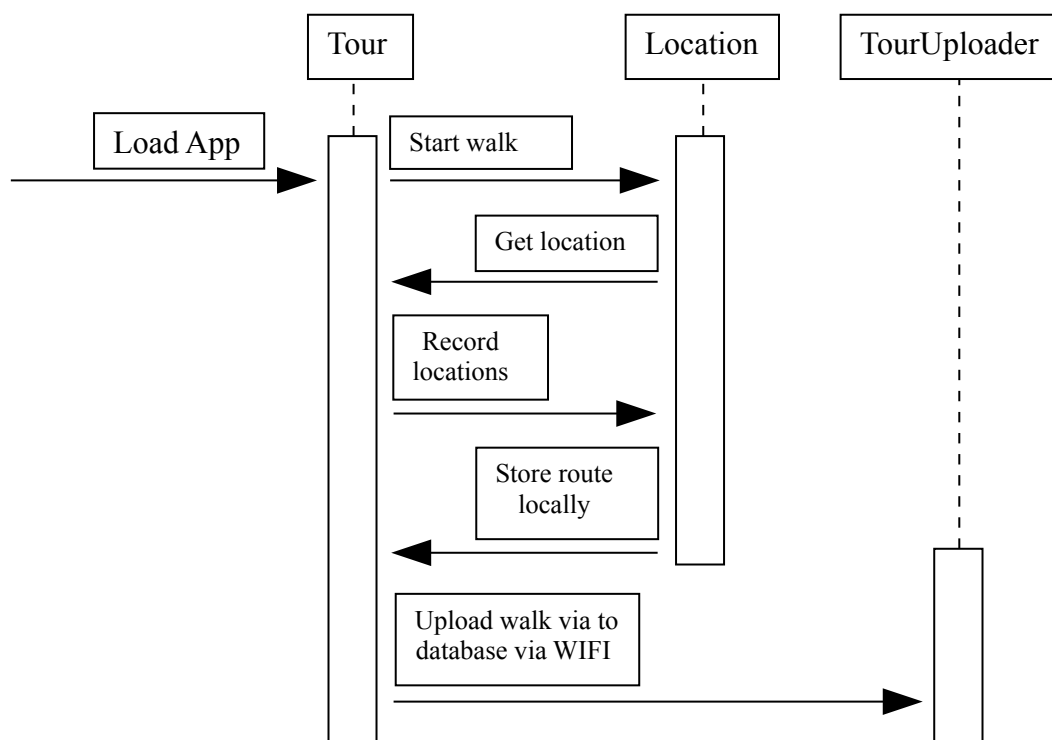 Tour
Location
TourUploader
Load App
Start walk
Get location
Record
locations
Store route
locally
Upload walk via to
database via WIFI